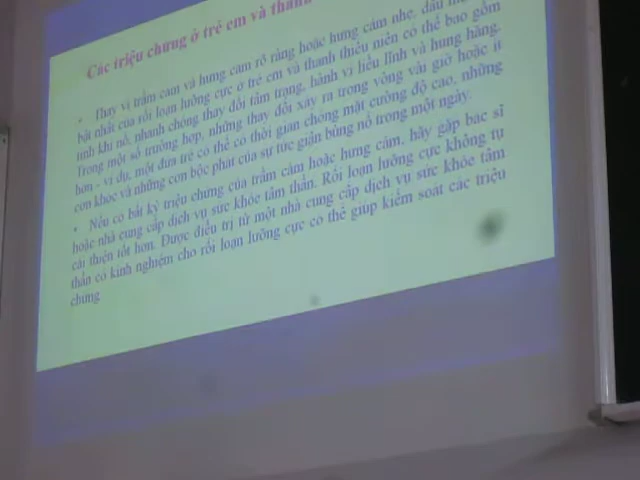 Các triệu chứng ở trẻ em và thanh
• Thay vì trầm cảm và hưng cảm rõ ràng hoặc hưng cảm nhẹ, dấu
bật nhất của rối loạn lưỡng cực ở trẻ em và thanh thiếu niên có thể bao gồm
tính khí nổ, nhanh chóng thay đổi tâm trạng, hành vi liều lĩnh và hung hăng.
Trong một số trường hợp, những thay đổi xảy ra trong vòng vài giờ hoặc ít
hơn - ví dụ, một đứa trẻ có thể có thời gian chóng mặt cường độ cao, những
cơn khóc và những cơn bộc phát của sự tức giận bùng nổ trong một ngày.
• Nếu có bất kỳ triệu chứng của trầm cảm hoặc hưng cảm, hãy gặp bác sĩ
hoặc nhà cung cấp dịch vụ sức khỏe tâm thần. Rối loạn lưỡng cực không tự
cải thiện tốt hơn. Được điều trị từ một nhà cung cấp dịch vụ sức khỏe tâm
thần có kinh nghiệm cho rối loạn lưỡng cực có thể giúp kiểm soát các triệu
chứng.